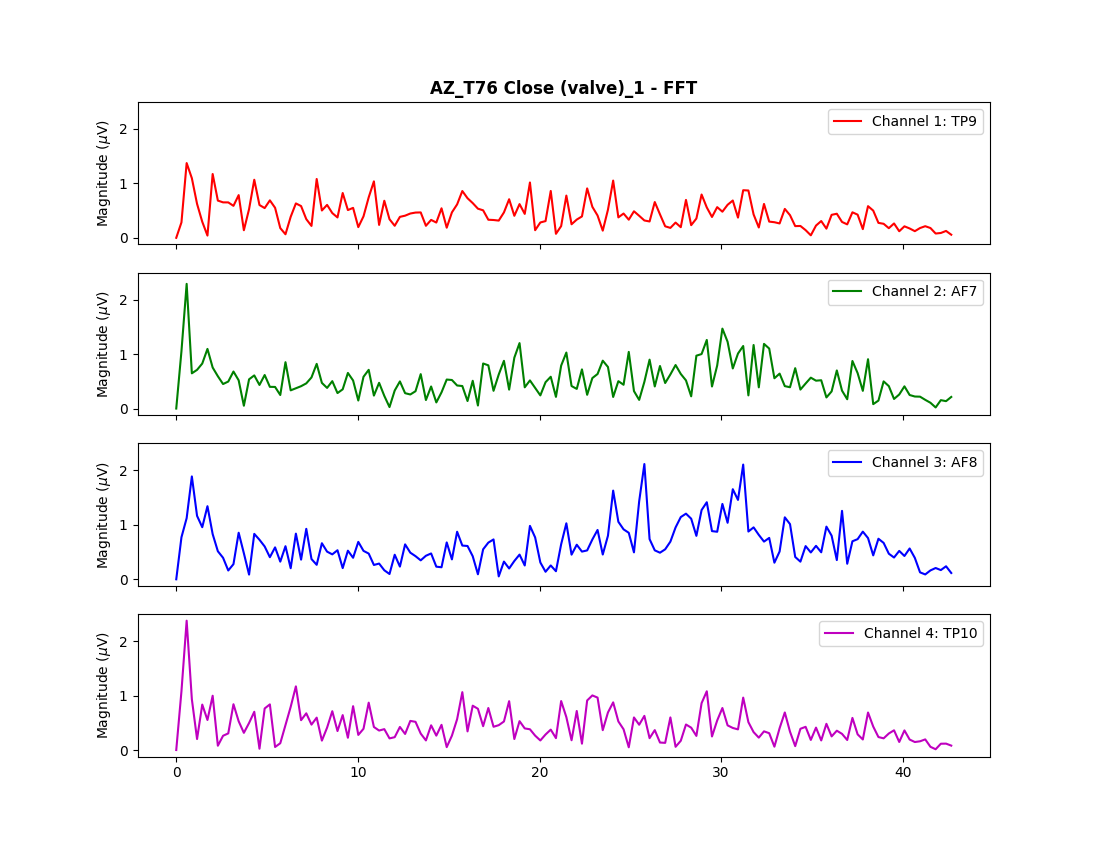 AZ_T76 Close (valve)_1 - FFT
Magnitude (μV)
2
1
0
Channel 1: TP9
Magnitude (μV)
2
1
0
Channel 2: AF7
Magnitude (μV)
2
1
0
Channel 3: AF8
Magnitude (μV)
2
1
0
Channel 4: TP10
0 10 20 30 40